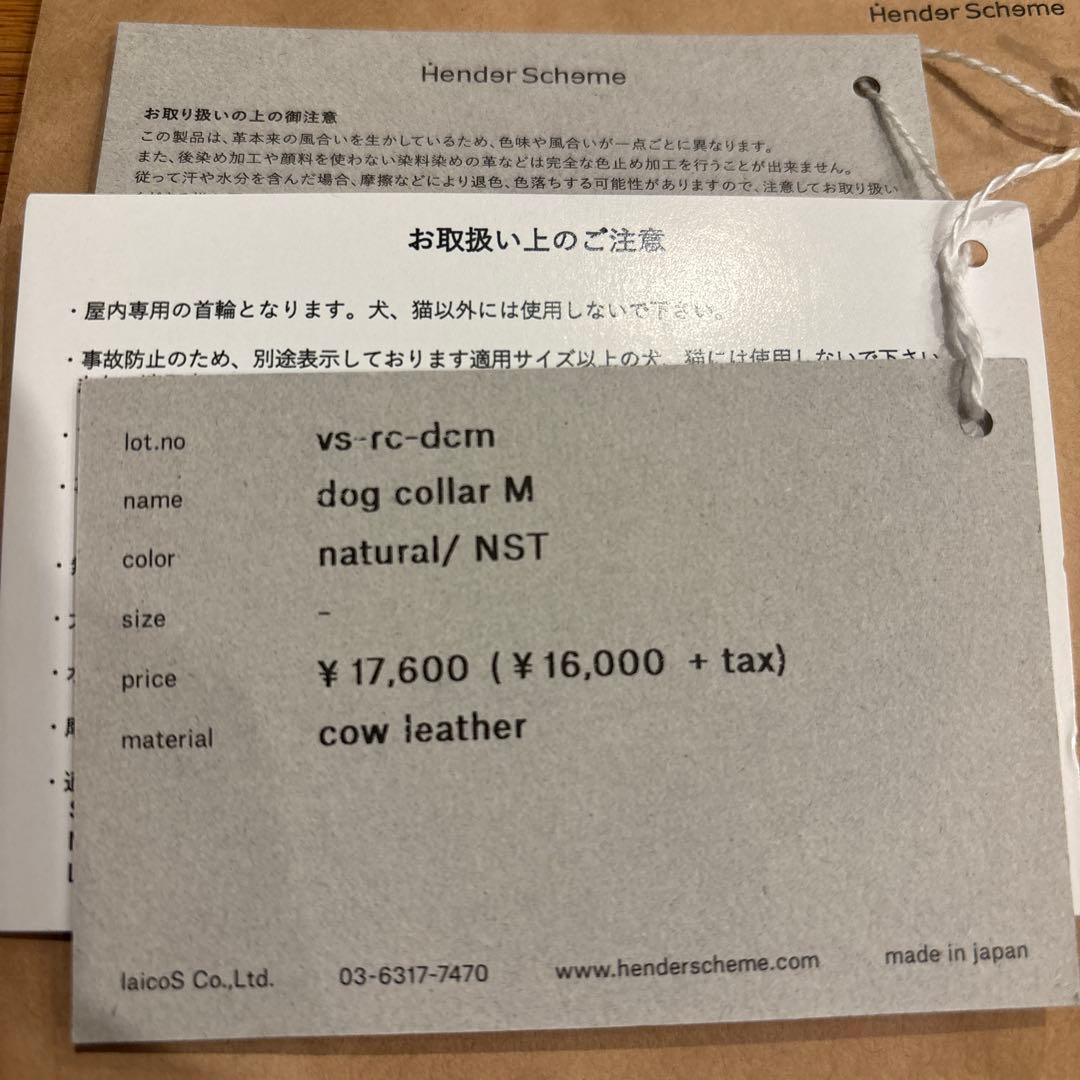 Hender Scheme
Hender Scheme
お取り扱いの上の御注意
この製品は、革本来の風合いを生かしているため、色味や風合いが一点ごとに異なります。
また、後染め加工や顔料を使わない染料染めの革などは完全な色止め加工を行うことが出来ません。
従って汗や水分を含んだ場合、摩擦などにより退色、色落ちする可能性がありますので、注意してお取り扱い
お取扱い上のご注意
・屋内専用の首輪となります。犬、猫以外には使用しないで下さい。
・事故防止のため、別途表示しております適用サイズ以上の犬、猫には使用しないで下さい
lot.no vs-rc-dcm
name dog collar M
color natural/ NST
size -
price ¥ 17,600 ( ¥ 16,000 + tax)
material cow leather
laicoS Co.,Ltd. 03-6317-7470 www.henderscheme.com made in japan